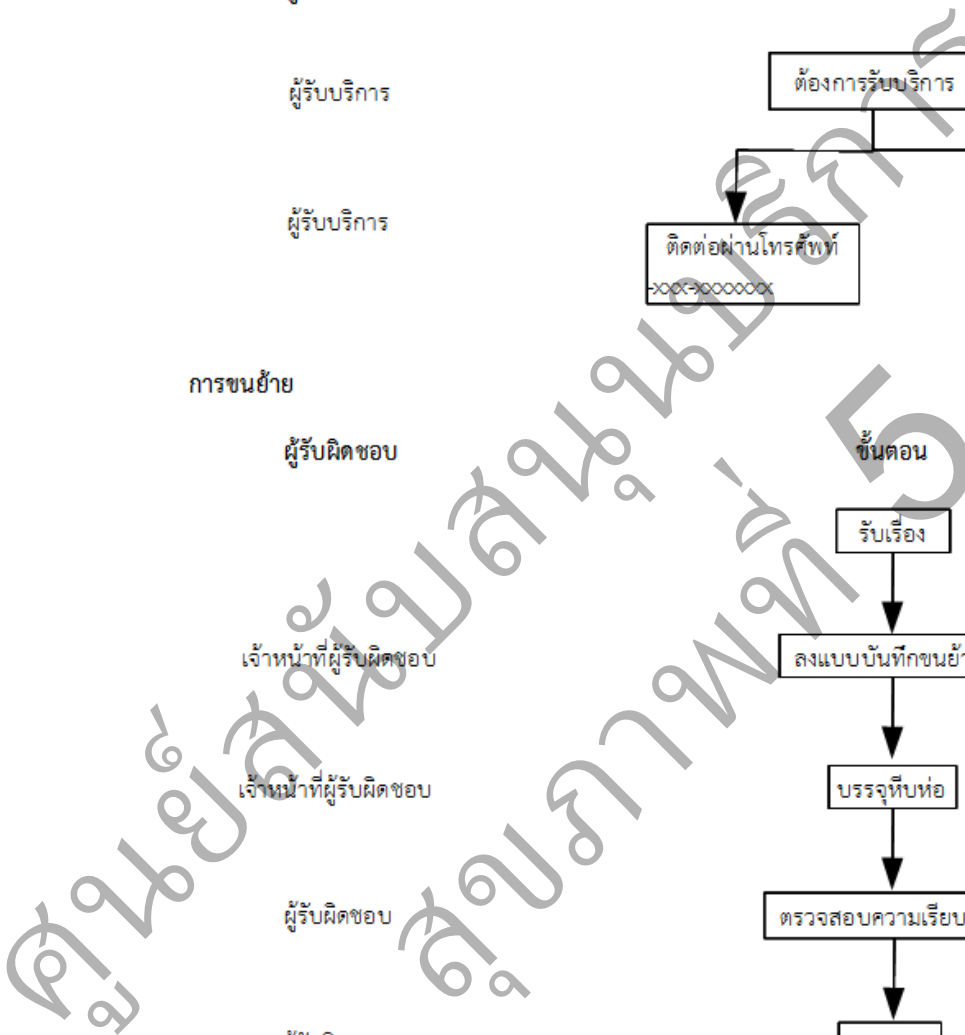 ผู้รับบริการ ต้องการรับบริการ
ผู้รับบริการ ติดต่อผ่านโทรศัพท์
-xxx-xxxxxxxx
การขนย้าย
ผู้รับผิดชอบ ขั้นตอน
รับเรื่อง
เจ้าหน้าที่ผู้รับผิดชอบ ลงแบบบันทึกขนย้า
เจ้าหน้าที่ผู้รับผิดชอบ บรรจุหีบห่อ
ผู้รับผิดชอบ ตรวจสอบความเรียบ
ศูนย์สนับสนุนบริการ
สุขภาพที่ 5